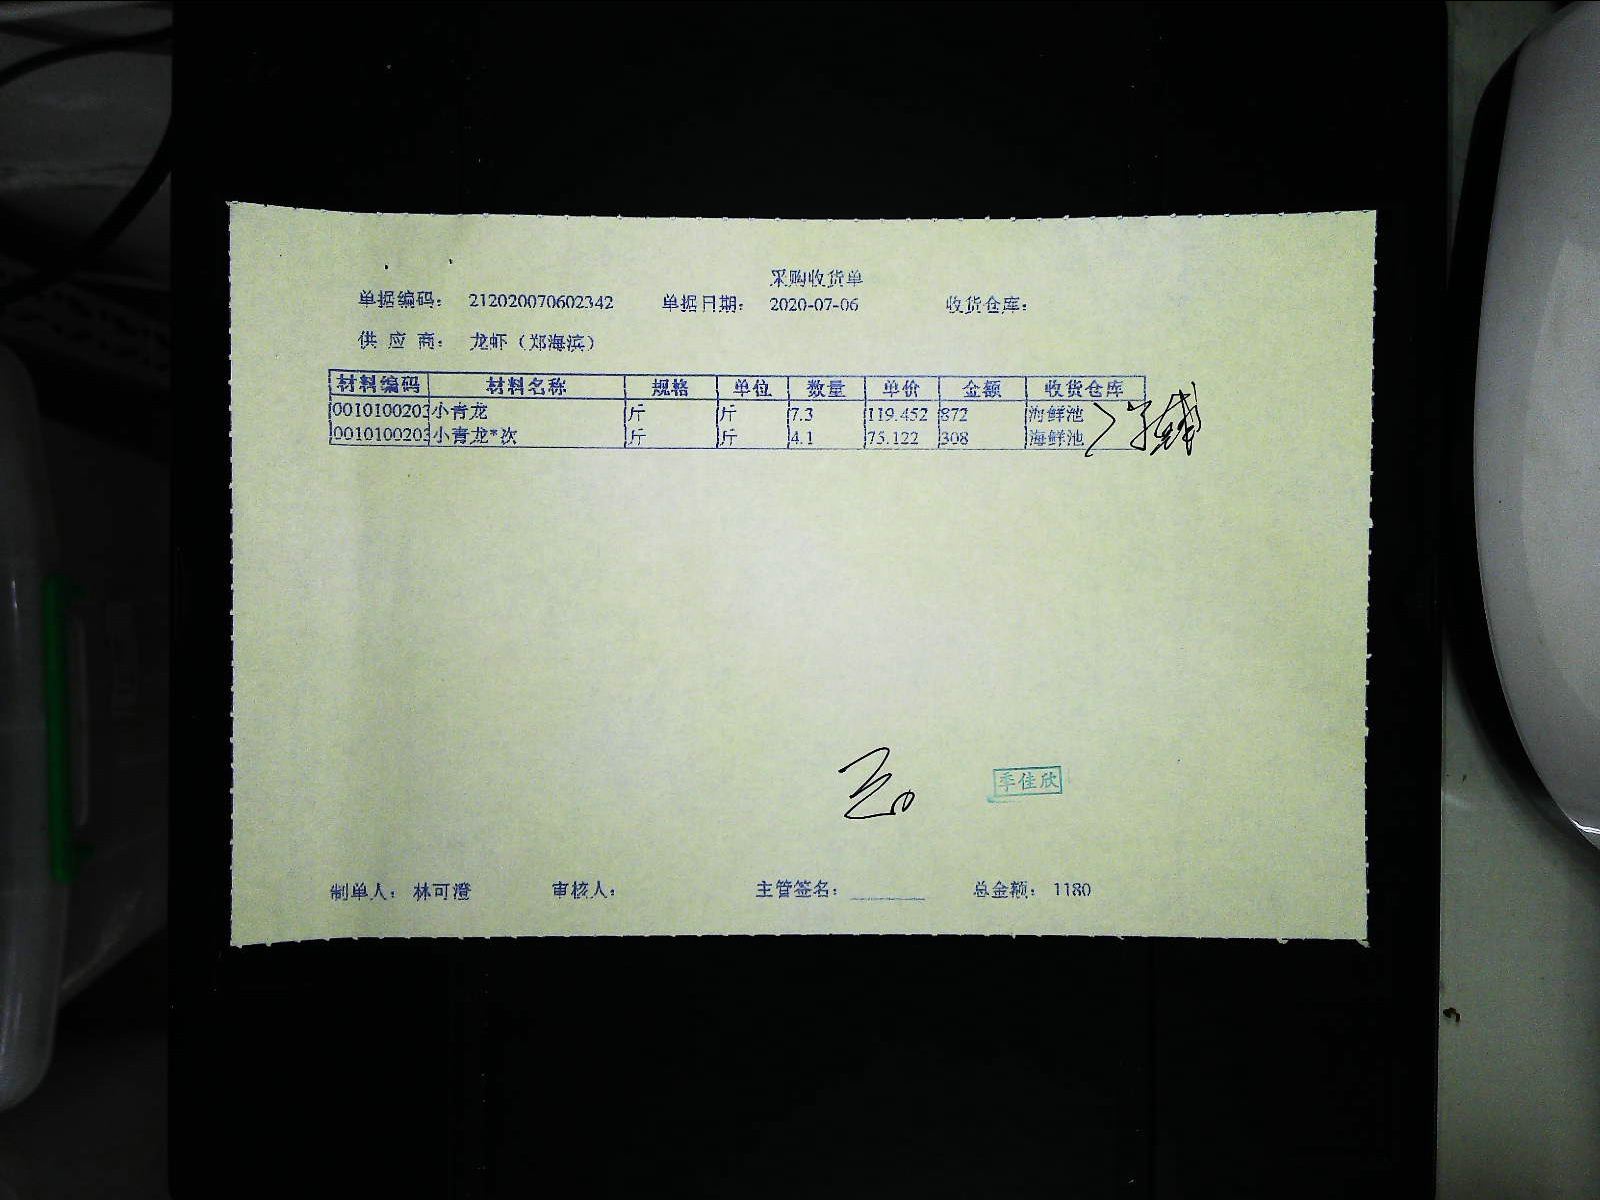 采购收货单
单据编码： 212020070602342 单据日期： 2020-07-06 收货仓库：
供 应 商： 龙虾（郑海滨）
材料编码 材料名称 规格 单位 数量 单价 金额 收货仓库
0010100203 小青龙 斤 斤 7.3 119.452 872 海鲜池
0010100203 小青龙*次 斤 斤 4.1 75.122 308 海鲜池
季佳欣
制单人： 林可澄 审核人： 主管签名： 总金额： 1180